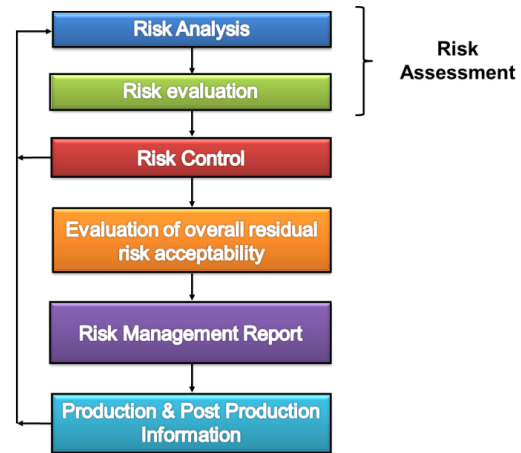 Risk Analysis
Risk
Assessment
Risk evaluation
Risk Control
Evaluation of overall residual
risk acceptability
Risk Management Report
Production & Post Production
Information